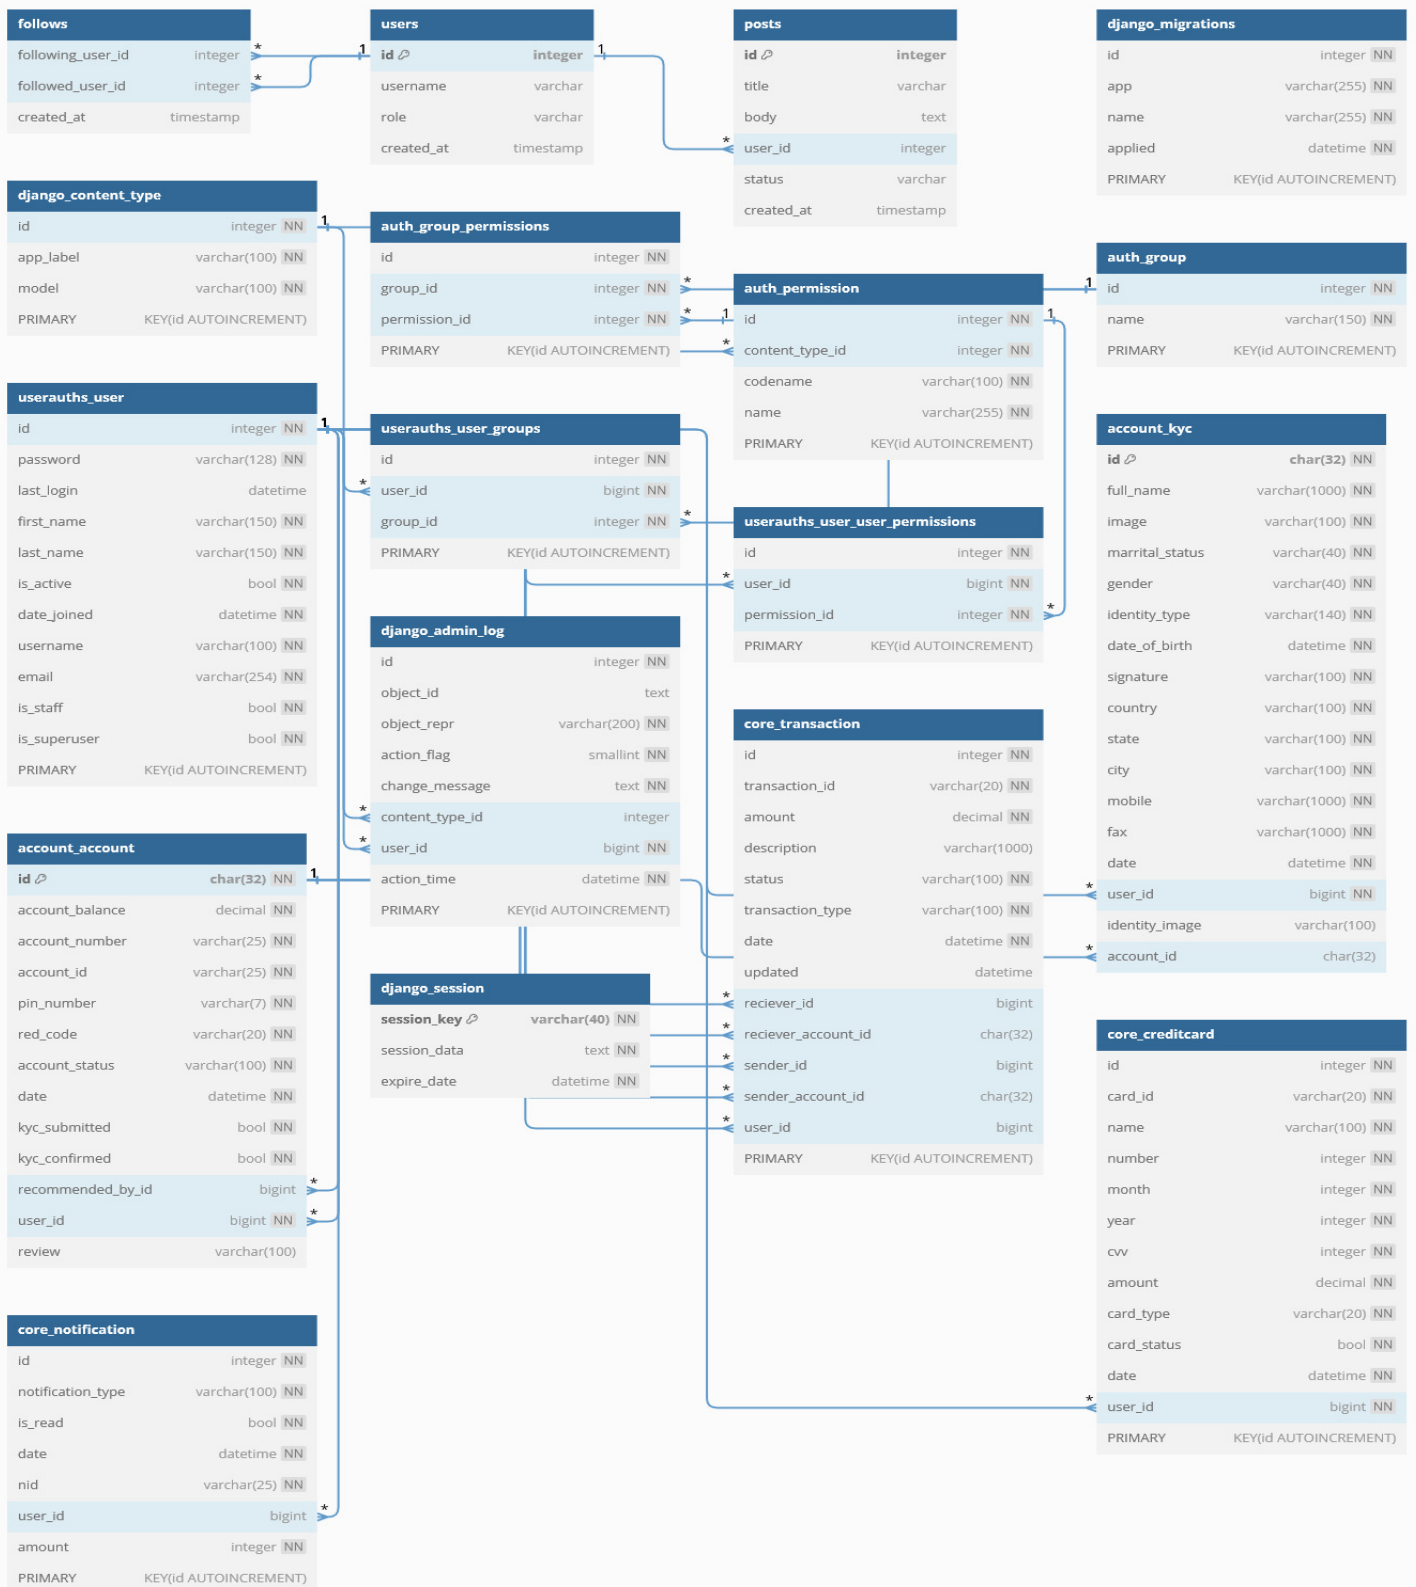 follows
following_user_id integer
followed_user_id integer
created_at timestamp
*
*
1
users
id integer
username varchar
role varchar
created_at timestamp
1
*
posts
id integer
title varchar
body text
user_id integer
status varchar
created_at timestamp
django_migrations
id integer NN
app varchar(255) NN
name varchar(255) NN
applied datetime NN
PRIMARY KEY(id AUTOINCREMENT)
django_content_type
id integer NN
app_label varchar(100) NN
model varchar(100) NN
PRIMARY KEY(id AUTOINCREMENT)
1
auth_group_permissions
id integer NN
group_id integer NN
permission_id integer NN
PRIMARY KEY(id AUTOINCREMENT)
*
*
1
*
auth_permission
id integer NN
content_type_id integer NN
codename varchar(100) NN
name varchar(255) NN
PRIMARY KEY(id AUTOINCREMENT)
1
1
auth_group
id integer NN
name varchar(150) NN
PRIMARY KEY(id AUTOINCREMENT)
userauths_user
id integer NN
password varchar(128) NN
last_login datetime
first_name varchar(150) NN
last_name varchar(150) NN
is_active bool NN
date_joined datetime NN
username varchar(100) NN
email varchar(254) NN
is_staff bool NN
is_superuser bool NN
PRIMARY KEY(id AUTOINCREMENT)
1
*
userauths_user_groups
id integer NN
user_id bigint NN
group_id integer NN
PRIMARY KEY(id AUTOINCREMENT)
*
*
userauths_user_user_permissions
id integer NN
user_id bigint NN
permission_id integer NN
PRIMARY KEY(id AUTOINCREMENT)
*
account_kyc
id char(32) NN
full_name varchar(1000) NN
image varchar(100) NN
marrital_status varchar(40) NN
gender varchar(40) NN
identity_type varchar(140) NN
date_of_birth datetime NN
signature varchar(100) NN
country varchar(100) NN
state varchar(100) NN
city varchar(100) NN
mobile varchar(1000) NN
fax varchar(1000) NN
date datetime NN
user_id bigint NN
identity_image varchar(100)
account_id char(32)
*
*
django_admin_log
id integer NN
object_id text
object_repr varchar(200) NN
action_flag smallint NN
change_message text NN
content_type_id integer
user_id bigint NN
action_time datetime NN
PRIMARY KEY(id AUTOINCREMENT)
*
*
core_transaction
id integer NN
transaction_id varchar(20) NN
amount decimal NN
description varchar(1000)
status varchar(100) NN
transaction_type varchar(100) NN
date datetime NN
updated datetime
reciever_id bigint
reciever_account_id char(32)
sender_id bigint
sender_account_id char(32)
user_id bigint
PRIMARY KEY(id AUTOINCREMENT)
*
*
*
*
*
account_account
id char(32) NN
account_balance decimal NN
account_number varchar(25) NN
account_id varchar(25) NN
pin_number varchar(7) NN
red_code varchar(20) NN
account_status varchar(100) NN
date datetime NN
kyc_submitted bool NN
kyc_confirmed bool NN
recommended_by_id bigint
user_id bigint NN
review varchar(100)
1
*
*
django_session
session_key varchar(40) NN
session_data text NN
expire_date datetime NN
core_creditcard
id integer NN
card_id varchar(20) NN
name varchar(100) NN
number integer NN
month integer NN
year integer NN
cvv integer NN
amount decimal NN
card_type varchar(20) NN
card_status bool NN
date datetime NN
user_id bigint NN
PRIMARY KEY(id AUTOINCREMENT)
*
core_notification
id integer NN
notification_type varchar(100) NN
is_read bool NN
date datetime NN
nid varchar(25) NN
user_id bigint
amount integer NN
PRIMARY KEY(id AUTOINCREMENT)
*